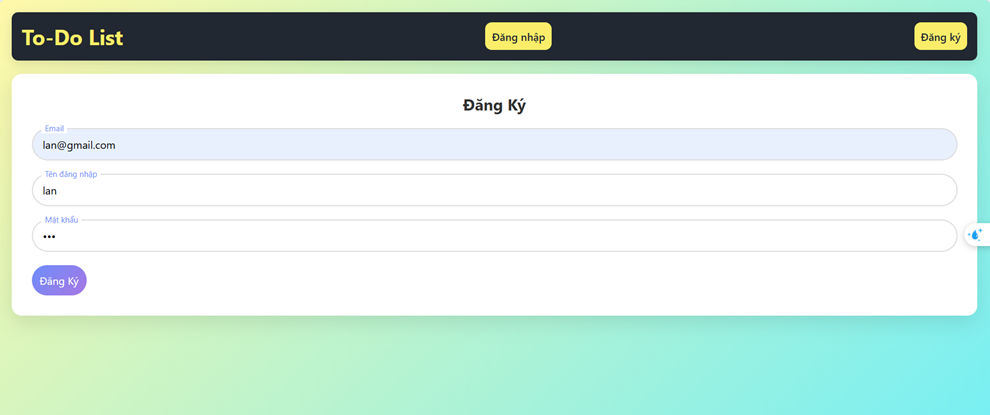 To-Do List
Đăng nhập
Đăng ký
Đăng Ký
Email
lan@gmail.com
Tên đăng nhập
lan
Mật khẩu
•••
Đăng Ký